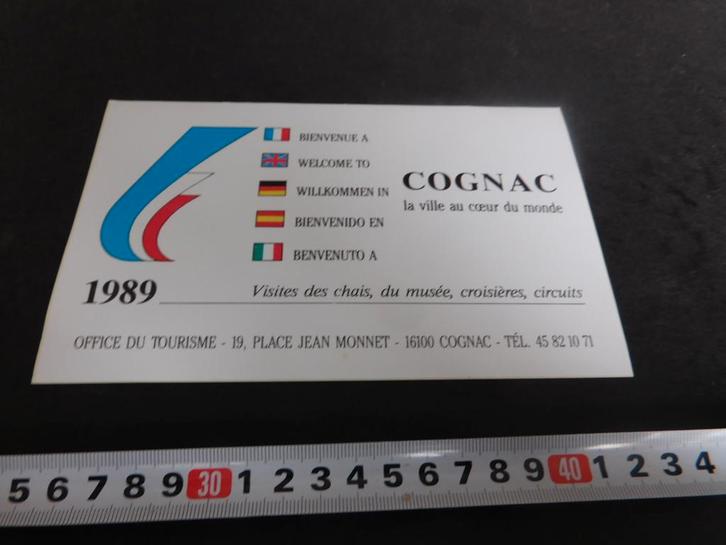 BIENVENUE A
WELCOME TO
WILLKOMMEN IN
BIENVENIDO EN
BENVENUTO A
COGNAC
la ville au cœur du monde
1989
Visites des chais, du musée, croisières, circuits
OFFICE DU TOURISME - 19, PLACE JEAN MONNET - 16100 COGNAC - TÉL. 45 82 10 71
5 6 7 8 9 30 1 2 3 4 5 6 7 8 9 40 1 2 3 4